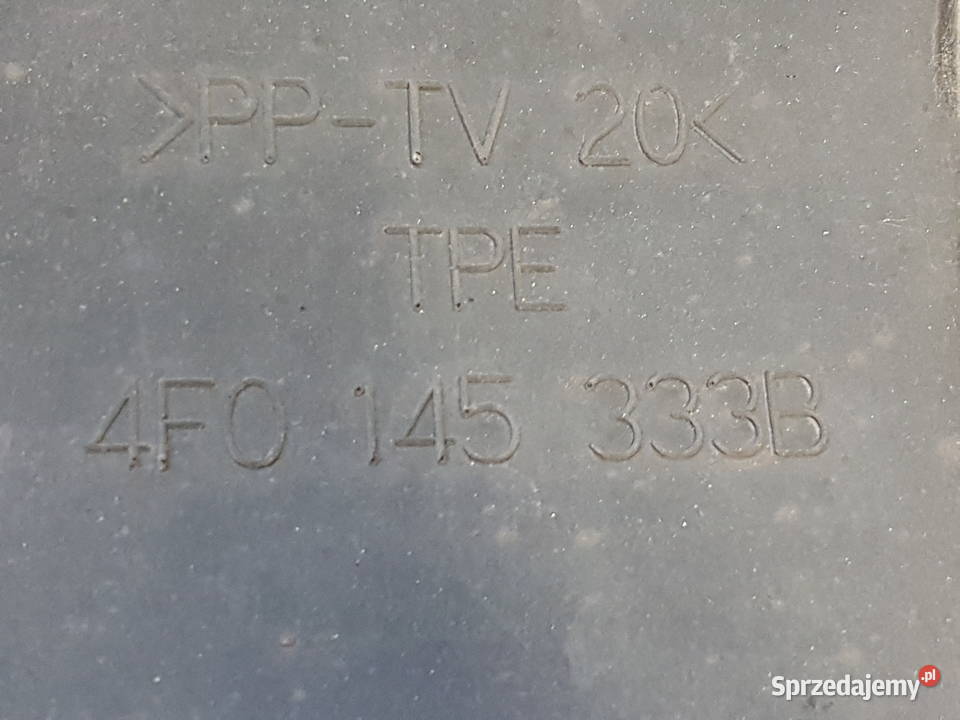 >PP-TV 20<
TPE
4F0 145 333B
Sprzedajemy.pl